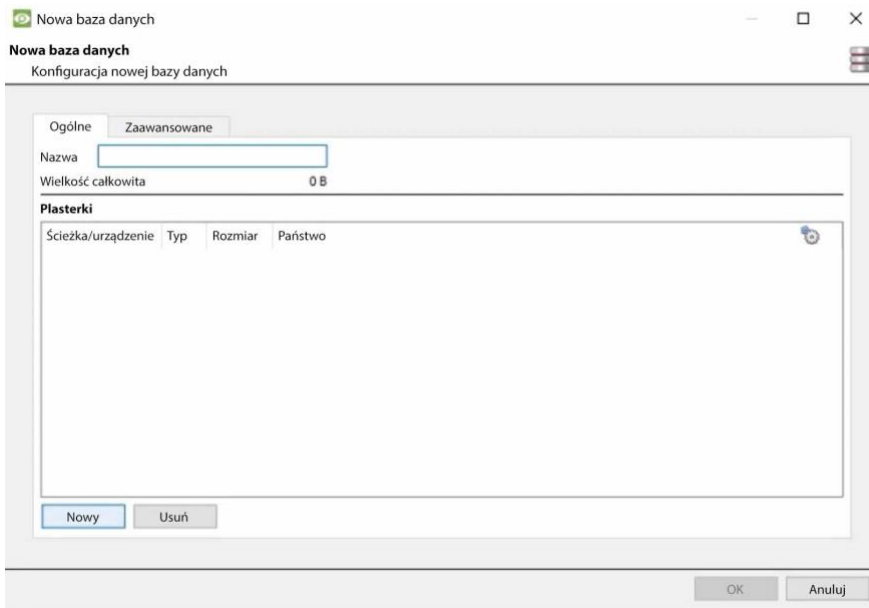 Nowa baza danych
Nowa baza danych
Konfiguracja nowej bazy danych
Ogólne Zaawansowane
Nazwa
Wielkość całkowita 0 B
Plasterki
Ścieżka/urządzenie Typ Rozmiar Państwo
Nowy Usuń
OK Anuluj